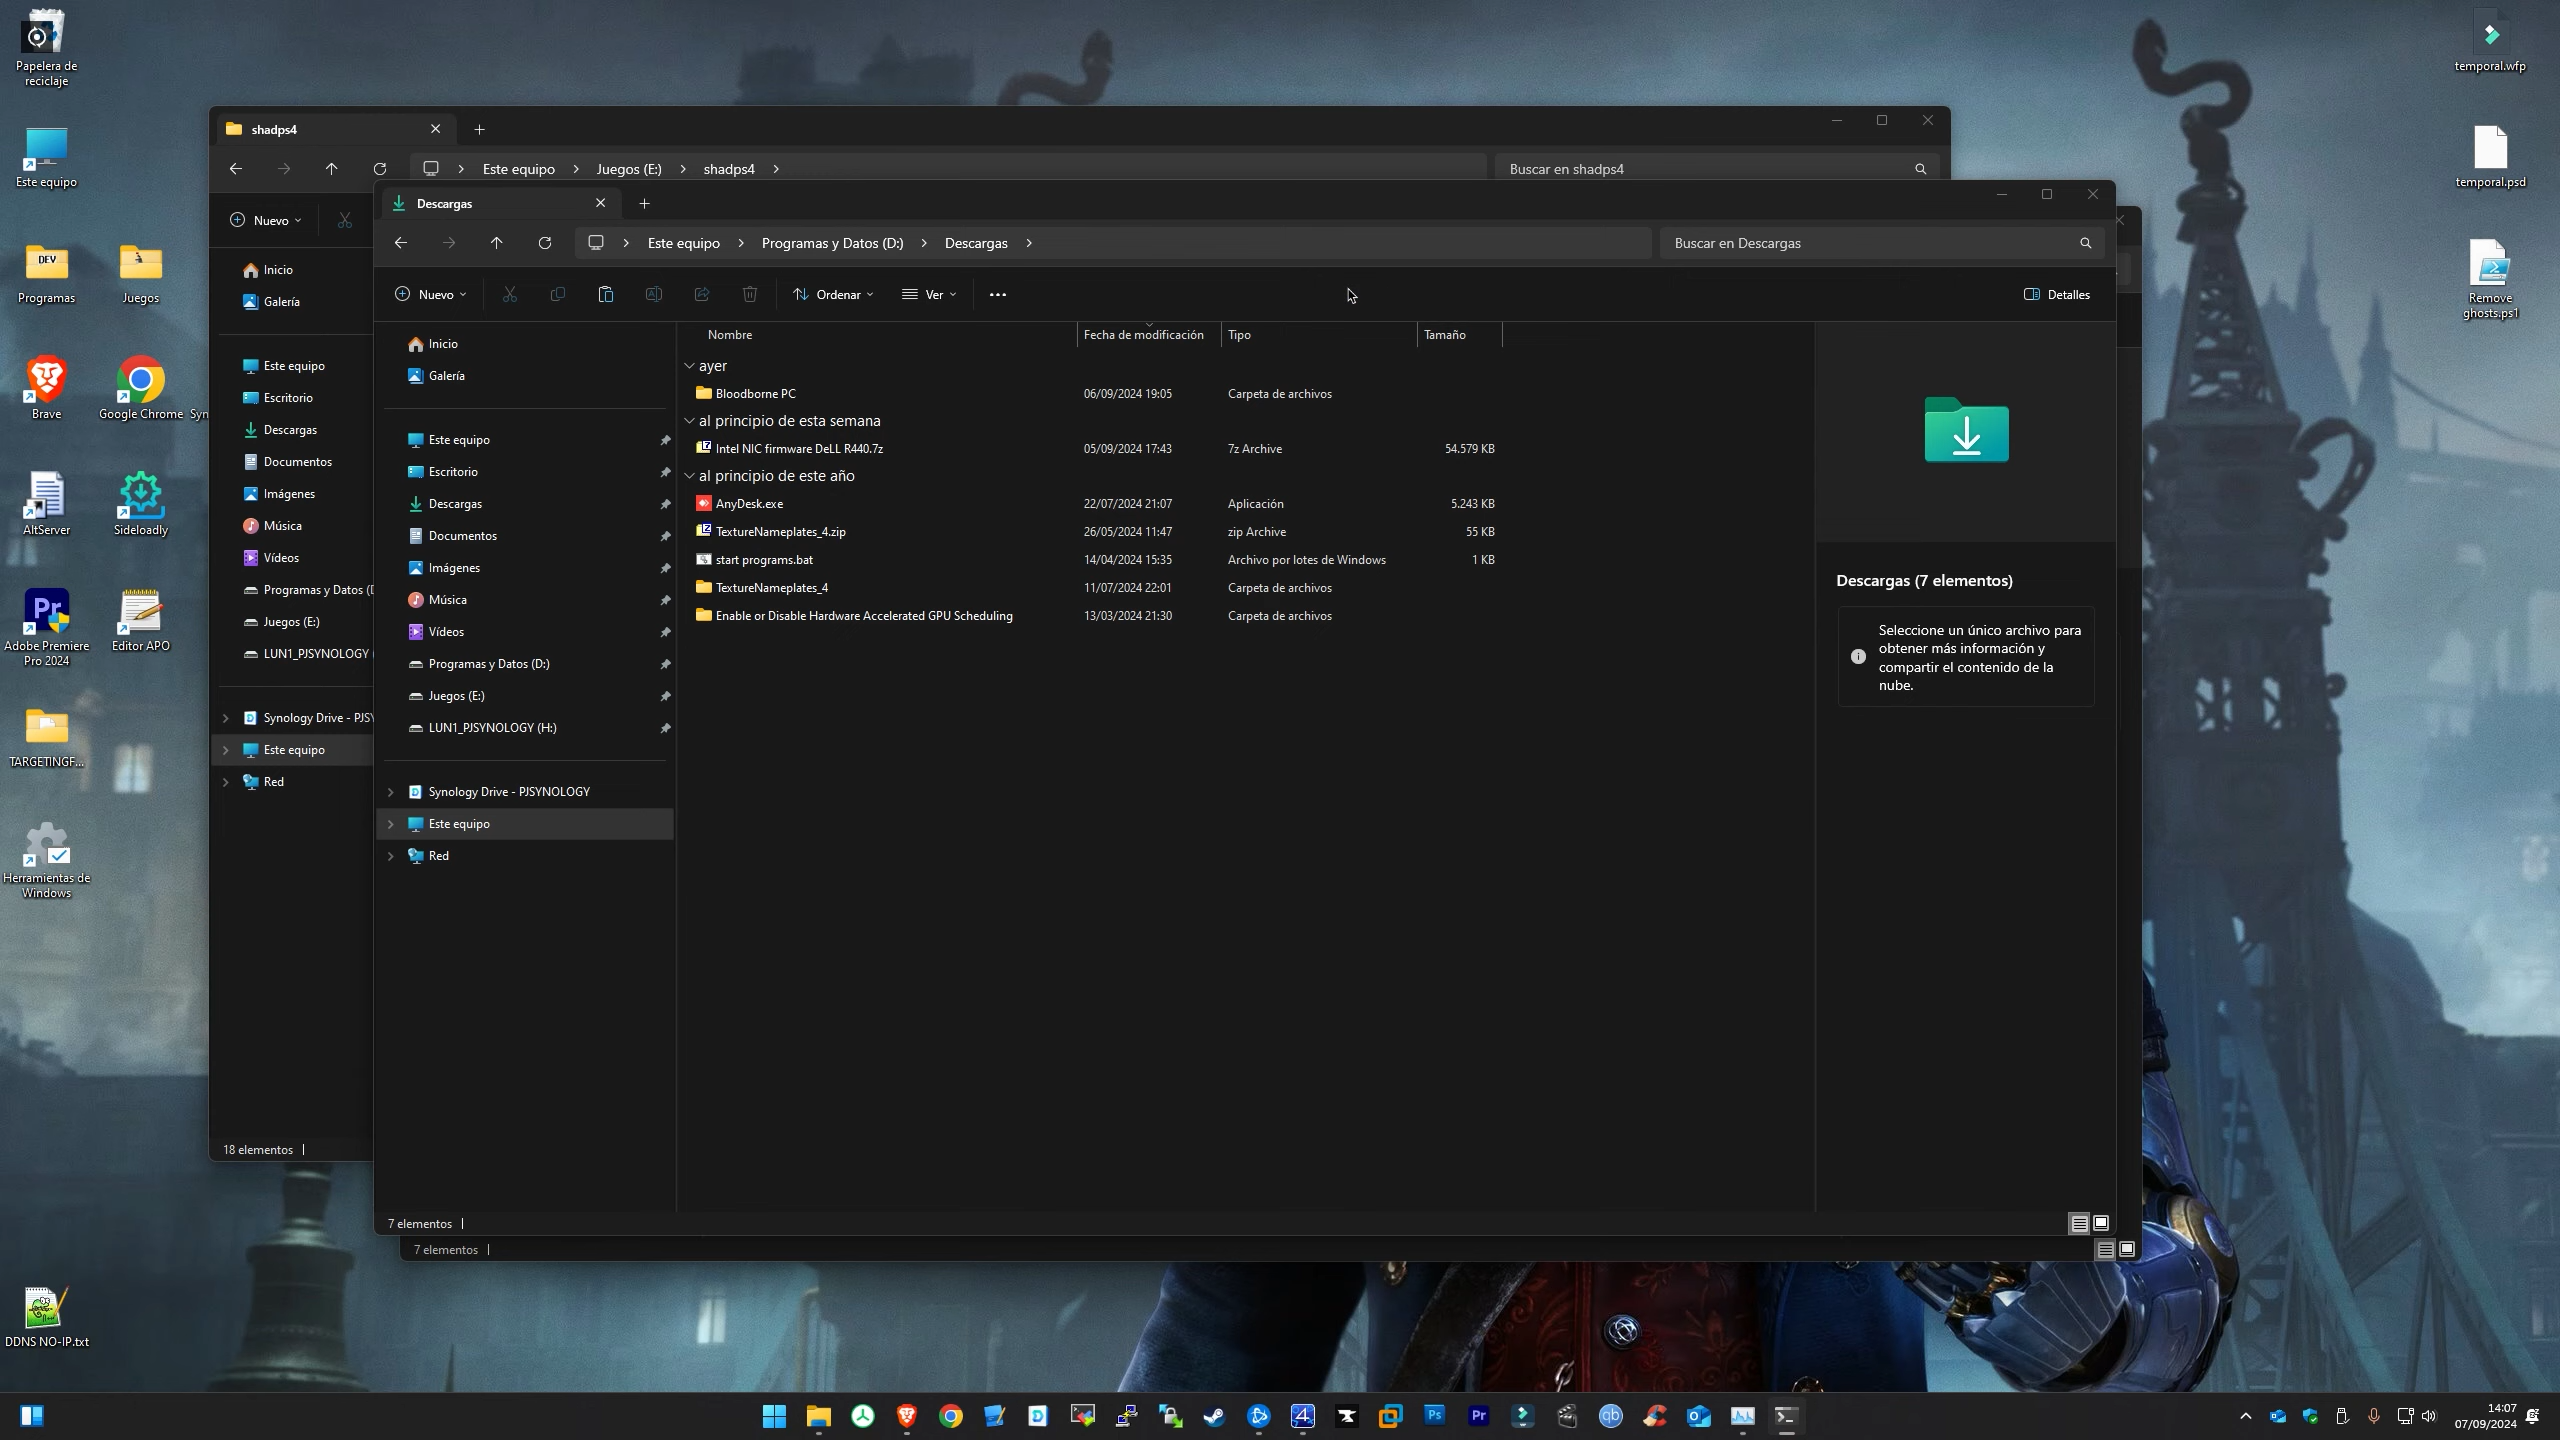 Papelera de
reciclaje
Este equipo
DEV
Programas
Juegos
Brave
Google Chrome
Syn
AltServer
Sideloadly
Pr
Adobe Premiere
Pro 2024
Editor APO
TARGETINGF...
Herramientas de
Windows
DDNS NO-IP.txt
temporal.wfp
temporal.psd
Remove
ghosts.ps1
shadps4
Este equipo
Juegos (E:)
shadps4
Buscar en shadps4
Nuevo
Inicio
Galería
Este equipo
Escritorio
Descargas
Documentos
Imágenes
Música
Vídeos
Programas y Datos (D
Juegos (E:)
LUN1_PJSYNOLOGY
Synology Drive - PJSY
Este equipo
Red
18 elementos
Descargas
Este equipo
Programas y Datos (D:)
Descargas
Buscar en Descargas
Nuevo
Ordenar
Ver
Detalles
Inicio
Galería
Este equipo
Escritorio
Descargas
Documentos
Imágenes
Música
Vídeos
Programas y Datos (D:)
Juegos (E:)
LUN1_PJSYNOLOGY (H:)
Synology Drive - PJSYNOLOGY
Este equipo
Red
Nombre Fecha de modificación Tipo Tamaño
ayer
Bloodborne PC 06/09/2024 19:05 Carpeta de archivos
al principio de esta semana
Intel NIC firmware DeLL R440.7z 05/09/2024 17:43 7z Archive 54.579 KB
al principio de este año
AnyDesk.exe 22/07/2024 21:07 Aplicación 5.243 KB
TextureNameplates_4.zip 26/05/2024 11:47 zip Archive 55 KB
start programs.bat 14/04/2024 15:35 Archivo por lotes de Windows 1 KB
TextureNameplates_4 11/07/2024 22:01 Carpeta de archivos
Enable or Disable Hardware Accelerated GPU Scheduling 13/03/2024 21:30 Carpeta de archivos
Descargas (7 elementos)
Seleccione un único archivo para
obtener más información y
compartir el contenido de la
nube.
7 elementos
7 elementos
Ps
Pr
qb
14:07
07/09/2024